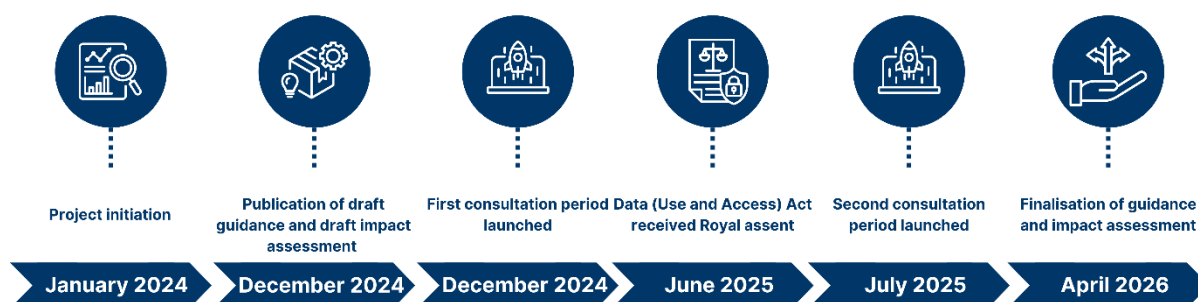 Project initiation
Publication of draft
guidance and draft impact
assessment
First consultation period
launched
Data (Use and Access) Act
received Royal assent
Second consultation
period launched
Finalisation of guidance
and impact assessment
January 2024
December 2024
December 2024
June 2025
July 2025
April 2026